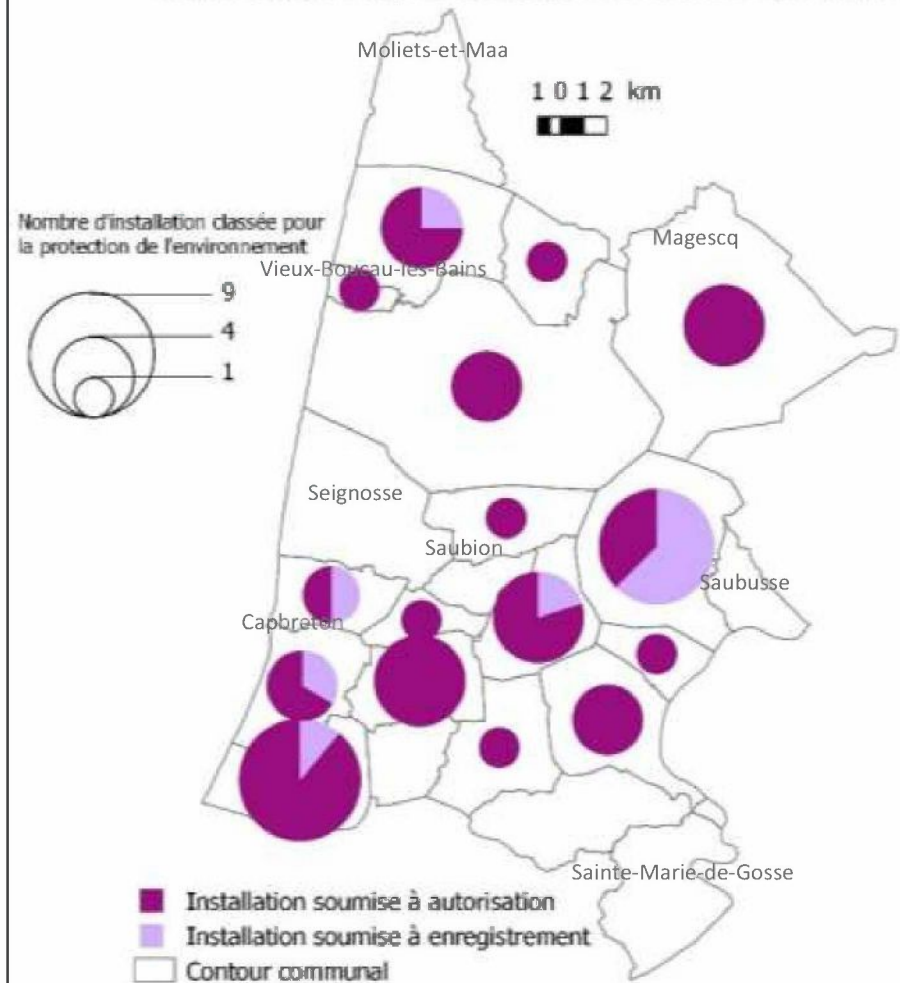 Moliets-et-Maa
1 0 1 2 km
Nombre d'installation classée pour
la protection de l'environnement
Magescq
Vieux-Boucau-les-Bains
9
4
1
Seignosse
Saubion
Saubusse
Capbreton
Sainte-Marie-de-Gosse
Installation soumise à autorisation
Installation soumise à enregistrement
Contour communal